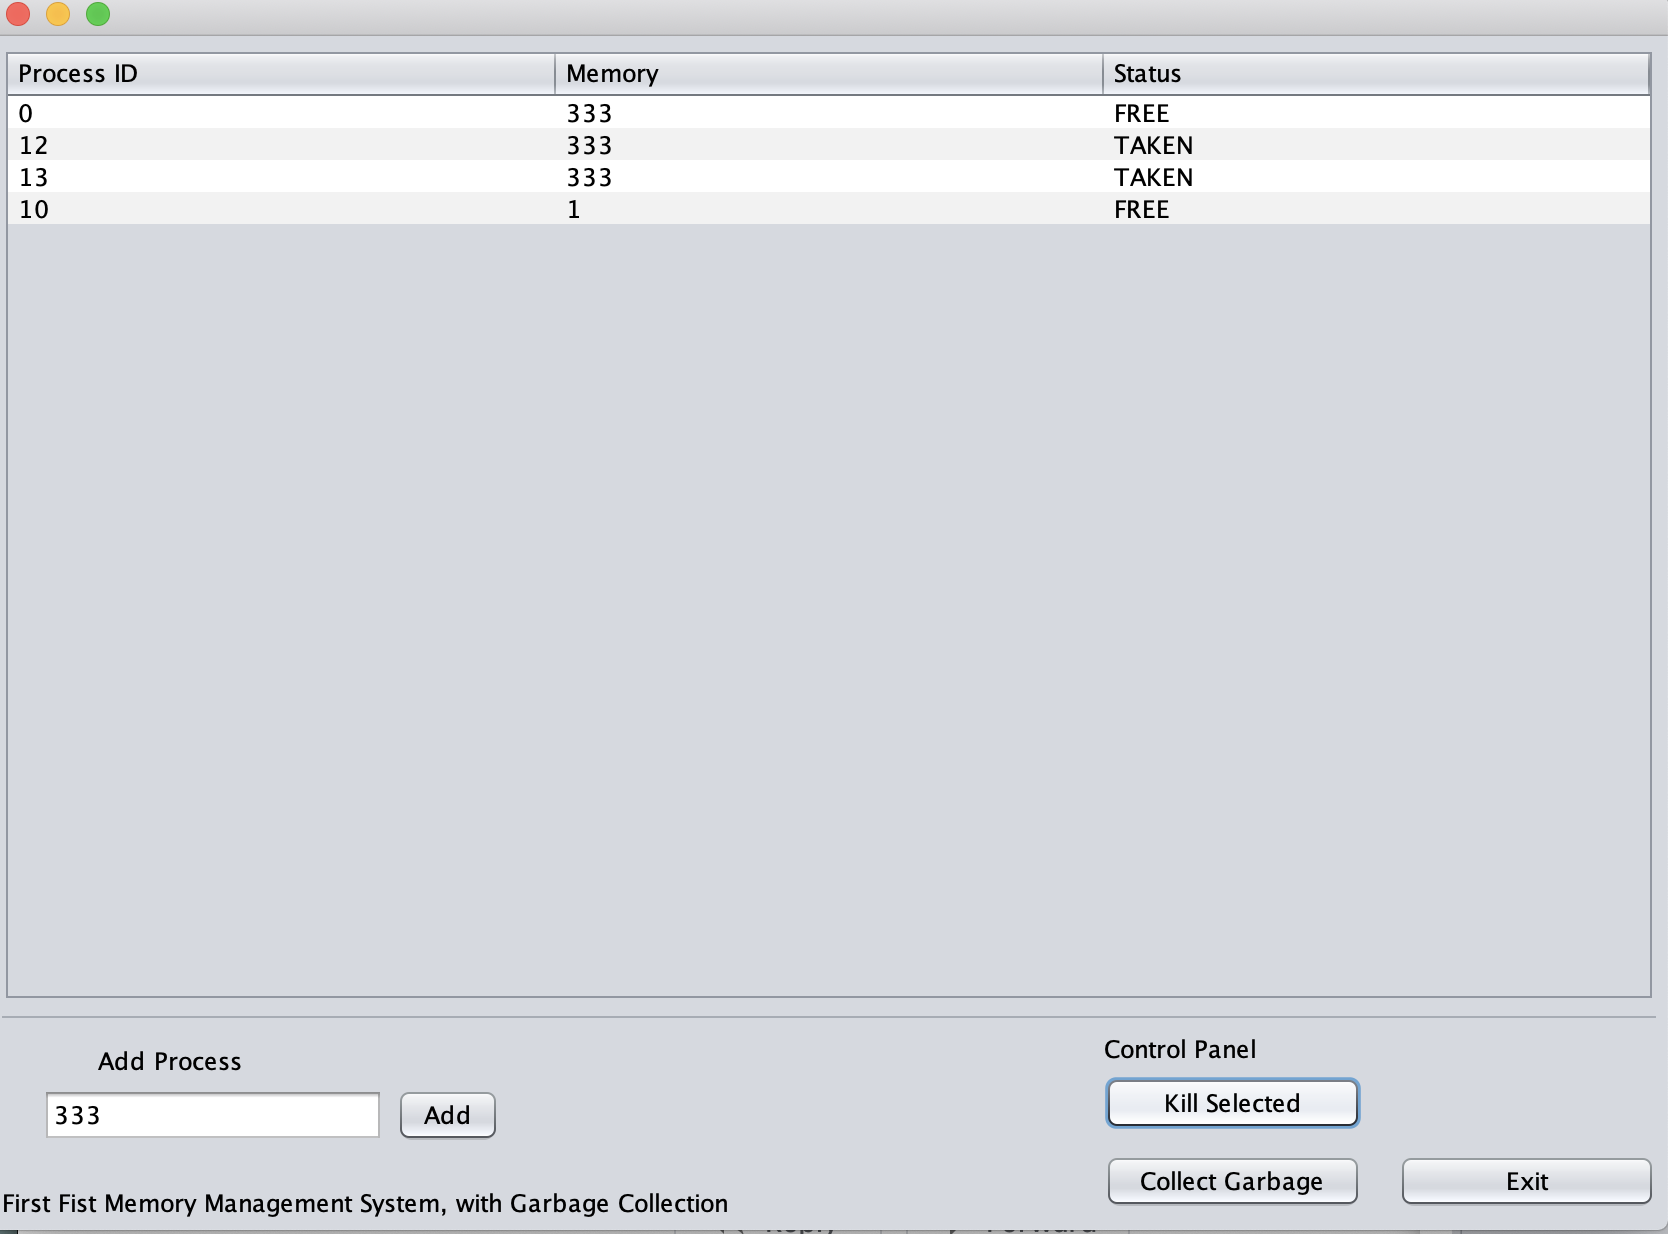 Process ID Memory Status
0 333 FREE
12 333 TAKEN
13 333 TAKEN
10 1 FREE
Add Process
333 Add
Control Panel
Kill Selected
Collect Garbage Exit
First Fist Memory Management System, with Garbage Collection